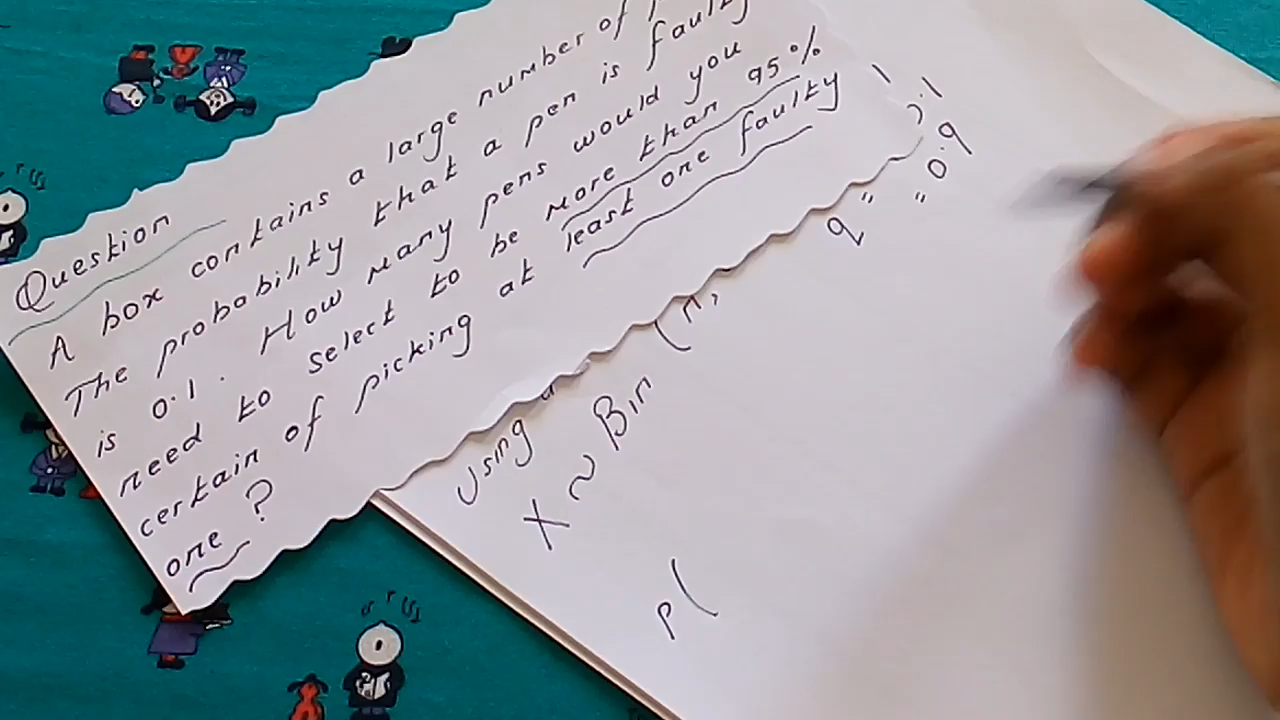 Question
A box contains a large number of
The probability that a pen is faulty
is 0.1. How many pens would you
need to select to be more than 95%
certain of picking at least one faulty
one?
Using a
X ~ Bin (n,
q =
= 0.9
P(